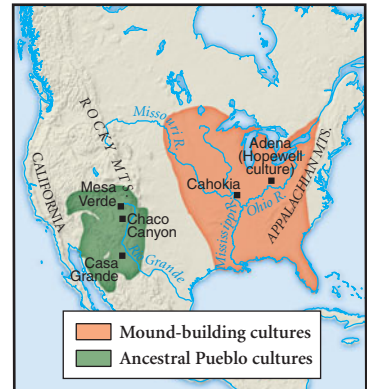 Missouri R.
ROCKY MTS.
Adena
(Hopewell
culture)
APPALACHIAN MTS.
CALIFORNIA
Mesa
Verde
Cahokia
Ohio R.
Chaco
Canyon
Mississippi R.
Casa
Grande
Rio Grande
Mound-building cultures
Ancestral Pueblo cultures